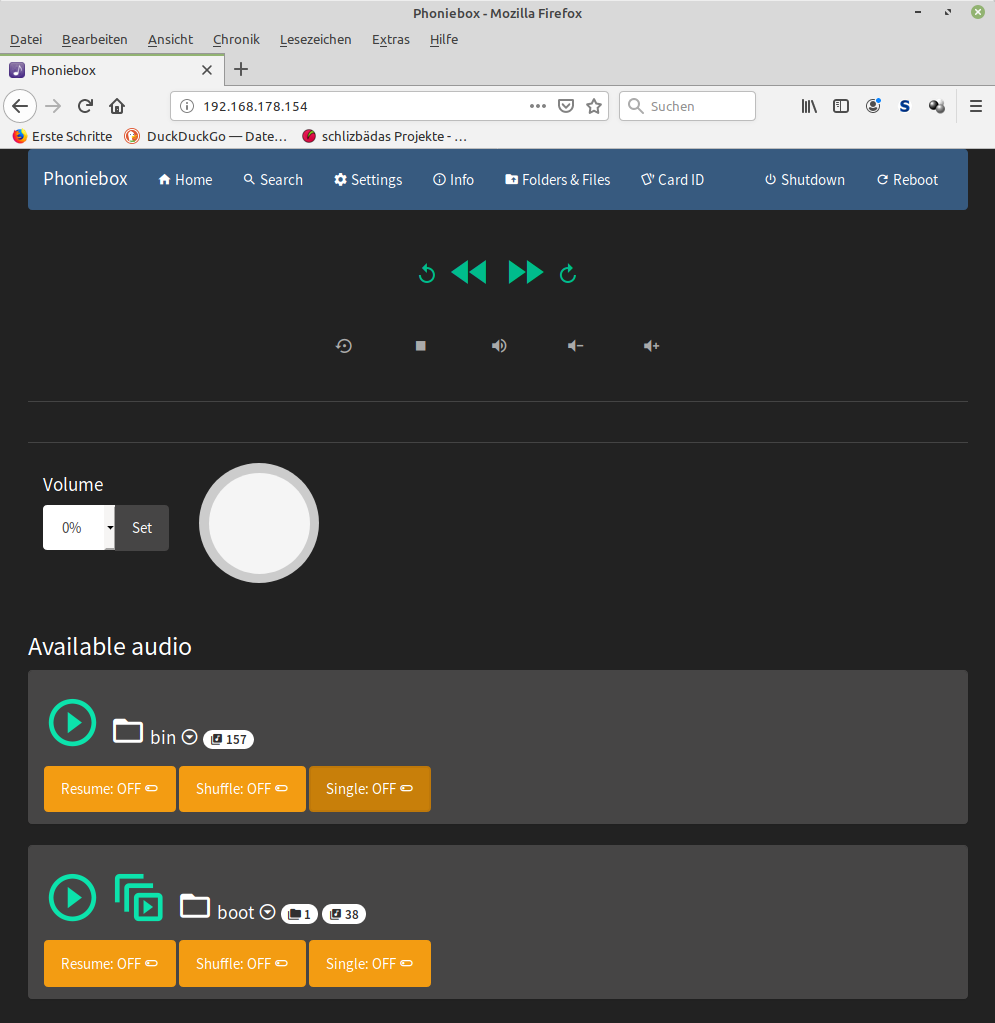 Phoniebox - Mozilla Firefox
Datei Bearbeiten Ansicht Chronik Lesezeichen Extras Hilfe
Phoniebox
192.168.178.154 Suchen
Erste Schritte DuckDuckGo — Date… schlizbädas Projekte - …
Phoniebox Home Search Settings Info Folders & Files Card ID Shutdown Reboot
Volume
0% Set
Available audio
bin 157
Resume: OFF Shuffle: OFF Single: OFF
boot 1 38
Resume: OFF Shuffle: OFF Single: OFF